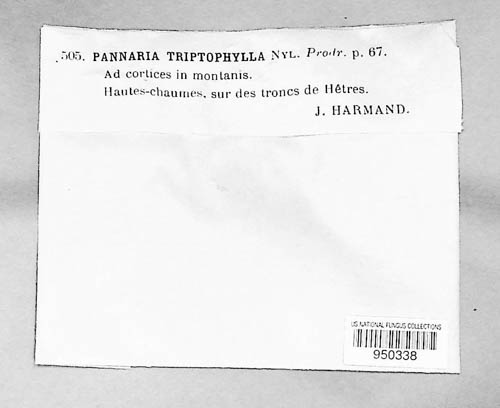 505. PANNARIA TRIPTOPHYLLA NYL. Prodr. p. 67.
Ad cortices in montanis.
Hautes-chaumes, sur des troncs de Hêtres.
J. HARMAND.
US NATIONAL FUNGUS COLLECTIONS
950338